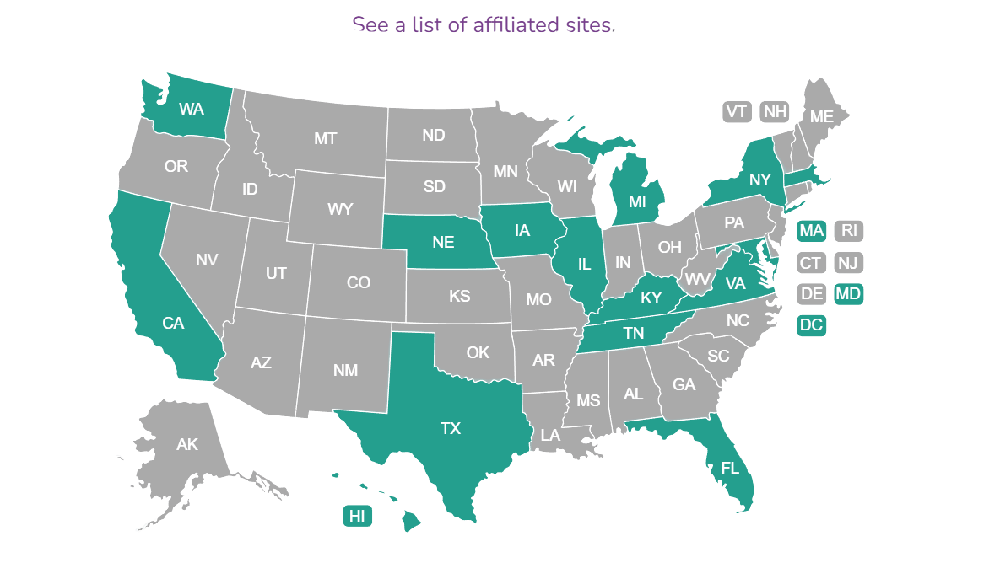 See a list of affiliated sites.
WA
MT
ND
MN
VT
NH
ME
OR
ID
SD
WI
MI
NY
WY
IA
NE
PA
MA
RI
NV
UT
CO
IL
IN
OH
WV
VA
CT
NJ
KS
MO
KY
DE
MD
CA
AZ
NM
OK
AR
TN
NC
DC
SC
MS
AL
GA
TX
LA
AK
FL
HI